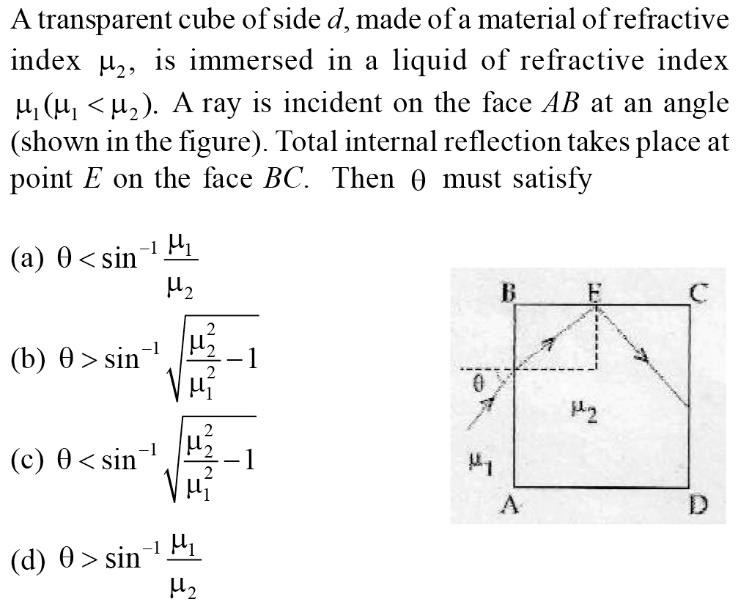 A transparent cube of side d, made of a material of refractive
index μ₂, is immersed in a liquid of refractive index
μ₁(μ₁ < μ₂). A ray is incident on the face AB at an angle
(shown in the figure). Total internal reflection takes place at
point E on the face BC. Then θ must satisfy
(a) θ < sin⁻¹ μ₁/μ₂
(b) θ > sin⁻¹ √(μ₂²/μ₁² – 1)
(c) θ < sin⁻¹ √(μ₂²/μ₁² – 1)
(d) θ > sin⁻¹ μ₁/μ₂
B E C
θ
μ₂
μ₁
A D